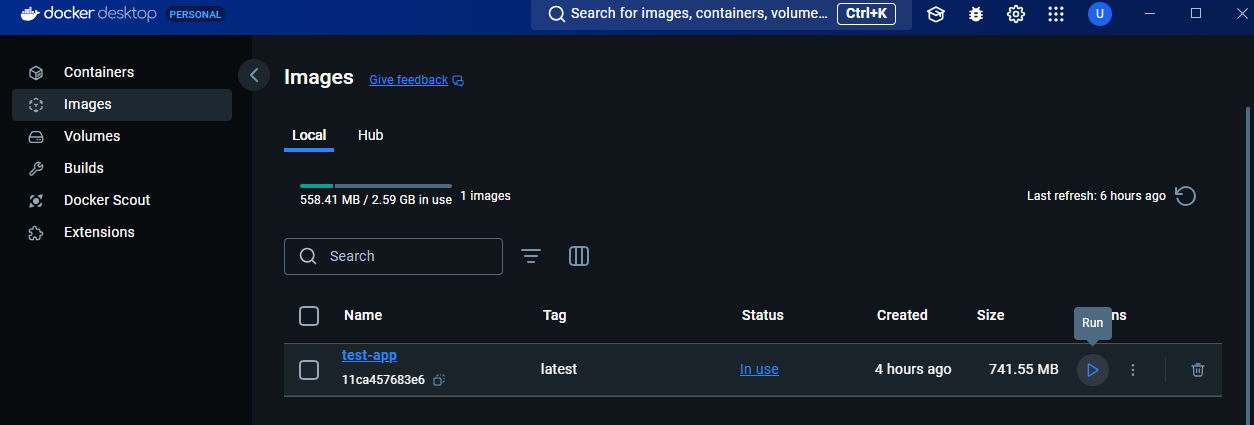 docker desktop PERSONAL
Search for images, containers, volume... Ctrl+K
U
Containers
Images
Volumes
Builds
Docker Scout
Extensions
Images Give feedback
Local Hub
558.41 MB / 2.59 GB in use 1 images
Last refresh: 6 hours ago
Search
Name Tag Status Created Size ns
Run
test-app
11ca457683e6
latest In use 4 hours ago 741.55 MB